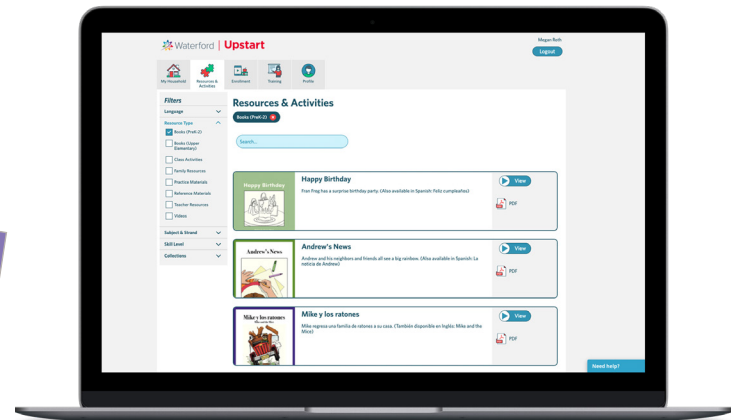 Megan Roth
Waterford | Upstart
Logout
My Household
Resources &
Activities
Enrollment
Training
Profile
Filters
Language
Resource Type
Books (PreK-2)
Books (Upper
Elementary)
Class Activities
Family Resources
Practice Materials
Reference Materials
Teacher Resources
Videos
Subject & Strand
Skill Level
Collections
Resources & Activities
Books (PreK-2)
Search...
Happy Birthday
Happy Birthday
Fran Frog has a surprise birthday party. (Also available in Spanish: Feliz cumpleaños)
View
PDF
Andrew's News
Andrew's News
Andrew and his neighbors and friends all see a big rainbow. (Also available in Spanish: La
noticia de Andrew)
View
PDF
Mike y los ratones
Mike y los ratones
Mike regresa una familia de ratones a su casa. (También disponible en Inglés: Mike and the
Mice)
View
PDF
Need help?